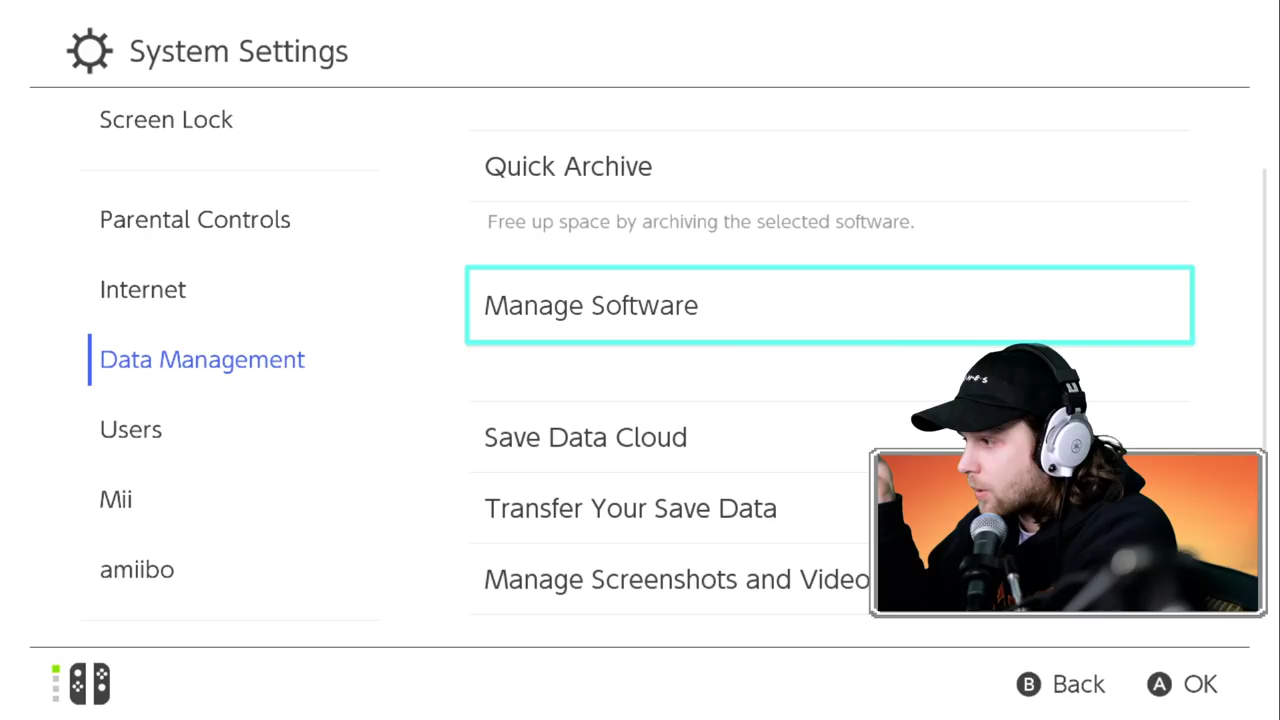 System Settings
Screen Lock
Parental Controls
Internet
Data Management
Users
Mii
amiibo
Quick Archive
Free up space by archiving the selected software.
Manage Software
Save Data Cloud
Transfer Your Save Data
Manage Screenshots and Video
B Back
A OK